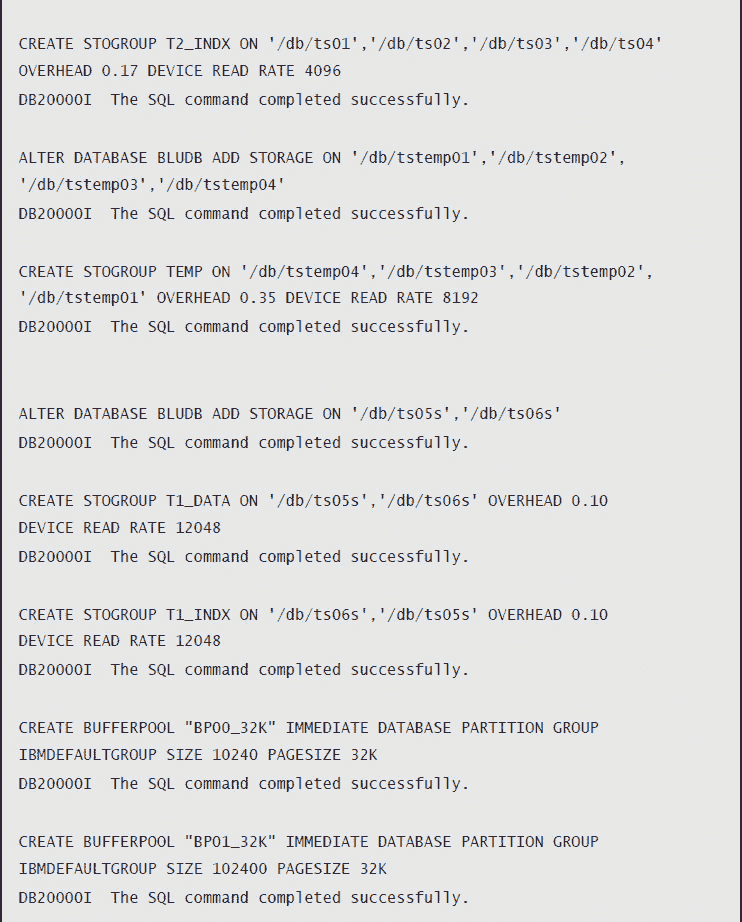 CREATE STOGROUP T2_INDX ON '/db/ts01','/db/ts02','/db/ts03','/db/ts04'
OVERHEAD 0.17 DEVICE READ RATE 4096
DB20000I  The SQL command completed successfully.
ALTER DATABASE BLUDB ADD STORAGE ON '/db/tstemp01','/db/tstemp02',
'/db/tstemp03','/db/tstemp04'
DB20000I  The SQL command completed successfully.
CREATE STOGROUP TEMP ON '/db/tstemp04','/db/tstemp03','/db/tstemp02',
'/db/tstemp01' OVERHEAD 0.35 DEVICE READ RATE 8192
DB20000I  The SQL command completed successfully.
ALTER DATABASE BLUDB ADD STORAGE ON '/db/ts05s','/db/ts06s'
DB20000I  The SQL command completed successfully.
CREATE STOGROUP T1_DATA ON '/db/ts05s','/db/ts06s' OVERHEAD 0.10
DEVICE READ RATE 12048
DB20000I  The SQL command completed successfully.
CREATE STOGROUP T1_INDX ON '/db/ts06s','/db/ts05s' OVERHEAD 0.10
DEVICE READ RATE 12048
DB20000I  The SQL command completed successfully.
CREATE BUFFERPOOL "BP00_32K" IMMEDIATE DATABASE PARTITION GROUP
IBMDEFAULTGROUP SIZE 10240 PAGESIZE 32K
DB20000I  The SQL command completed successfully.
CREATE BUFFERPOOL "BP01_32K" IMMEDIATE DATABASE PARTITION GROUP
IBMDEFAULTGROUP SIZE 102400 PAGESIZE 32K
DB20000I  The SQL command completed successfully.